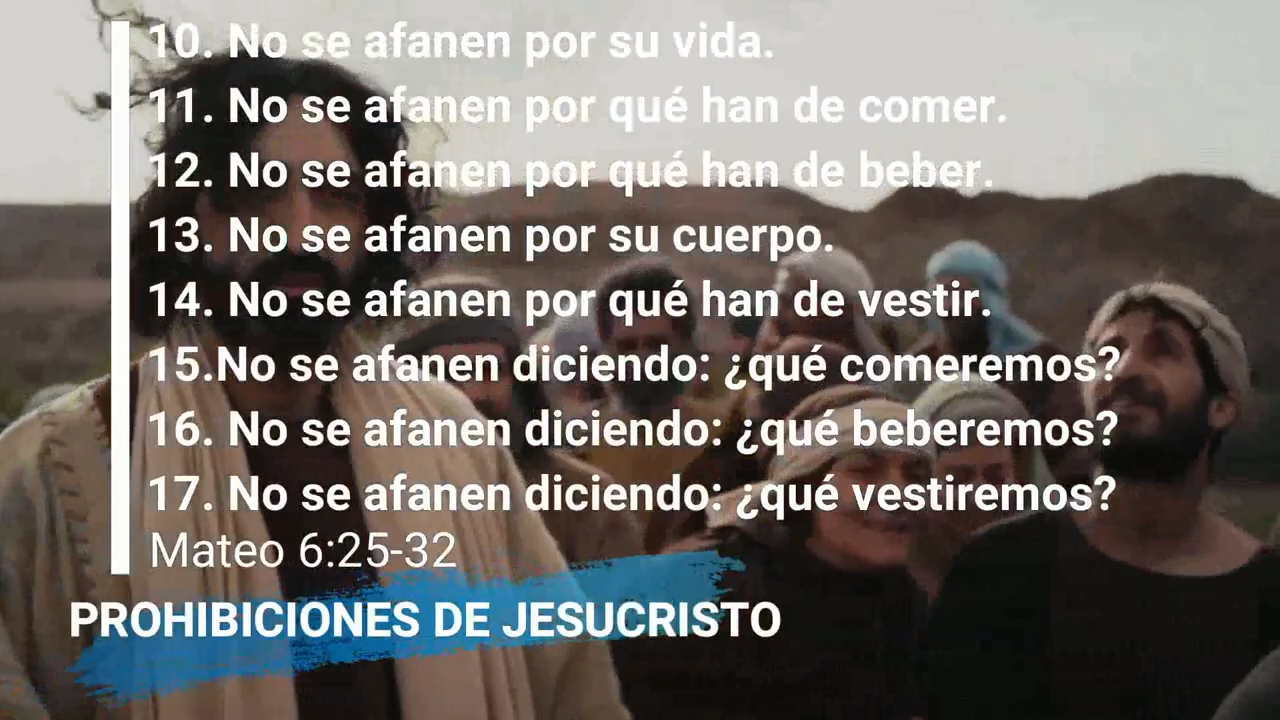 10. No se afanen por su vida.
11. No se afanen por qué han de comer.
12. No se afanen por qué han de beber.
13. No se afanen por su cuerpo.
14. No se afanen por qué han de vestir.
15.No se afanen diciendo: ¿qué comeremos?
16. No se afanen diciendo: ¿qué beberemos?
17. No se afanen diciendo: ¿qué vestiremos?
Mateo 6:25-32
PROHIBICIONES DE JESUCRISTO